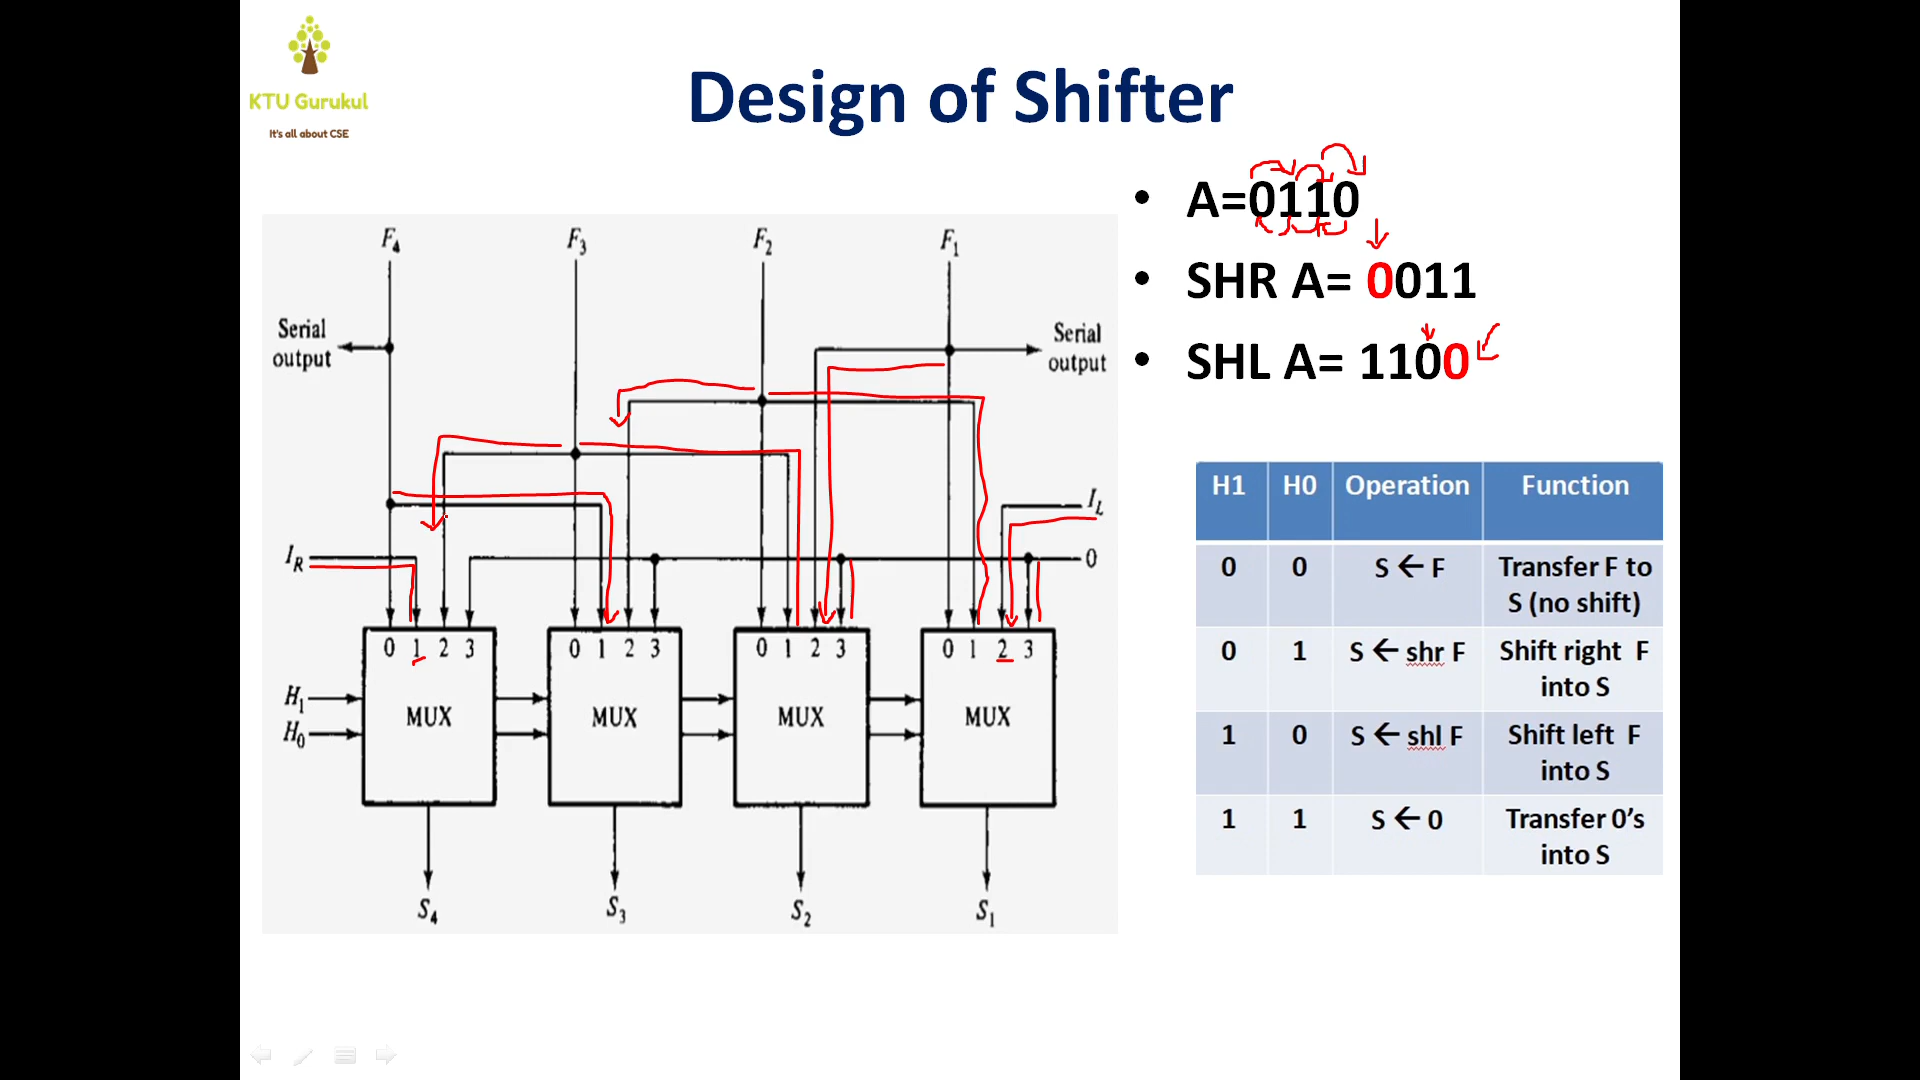 KTU Gurukul
It's all about CSE
Design of Shifter
• A=0110
• SHR A= 0011
• SHL A= 1100
F4 F3 F2 F1
Serial output
Serial output
IL
IR
0
0 1 2 3 0 1 2 3 0 1 2 3 0 1 2 3
H1 MUX MUX MUX MUX
H0
S4 S3 S2 S1
H1 H0 Operation Function
0 0 S ← F Transfer F to S (no shift)
0 1 S ← shr F Shift right F into S
1 0 S ← shl F Shift left F into S
1 1 S ← 0 Transfer 0’s into S